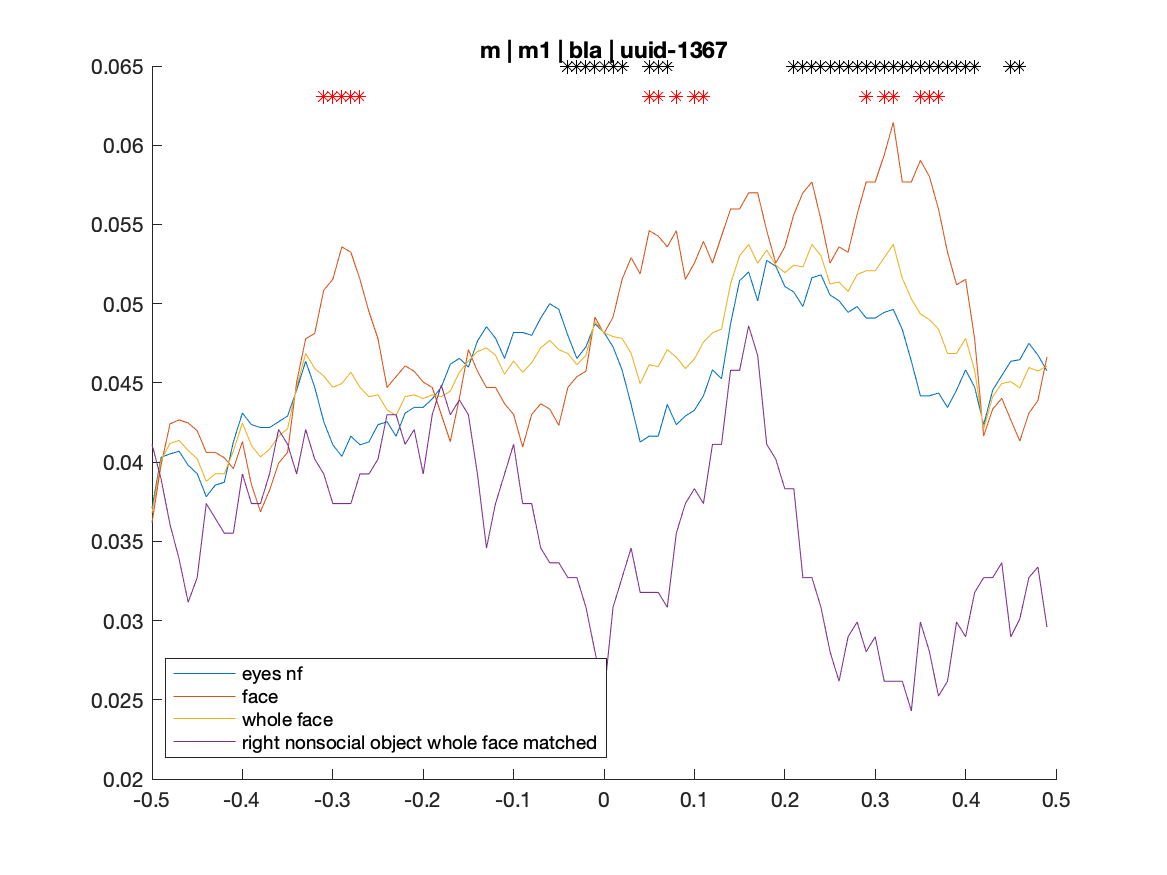 m | m1 | bla | uuid-1367
0.065
0.06
0.055
0.05
0.045
0.04
0.035
0.03
0.025
0.02
eyes nf
face
whole face
right nonsocial object whole face matched
-0.5 -0.4 -0.3 -0.2 -0.1 0 0.1 0.2 0.3 0.4 0.5